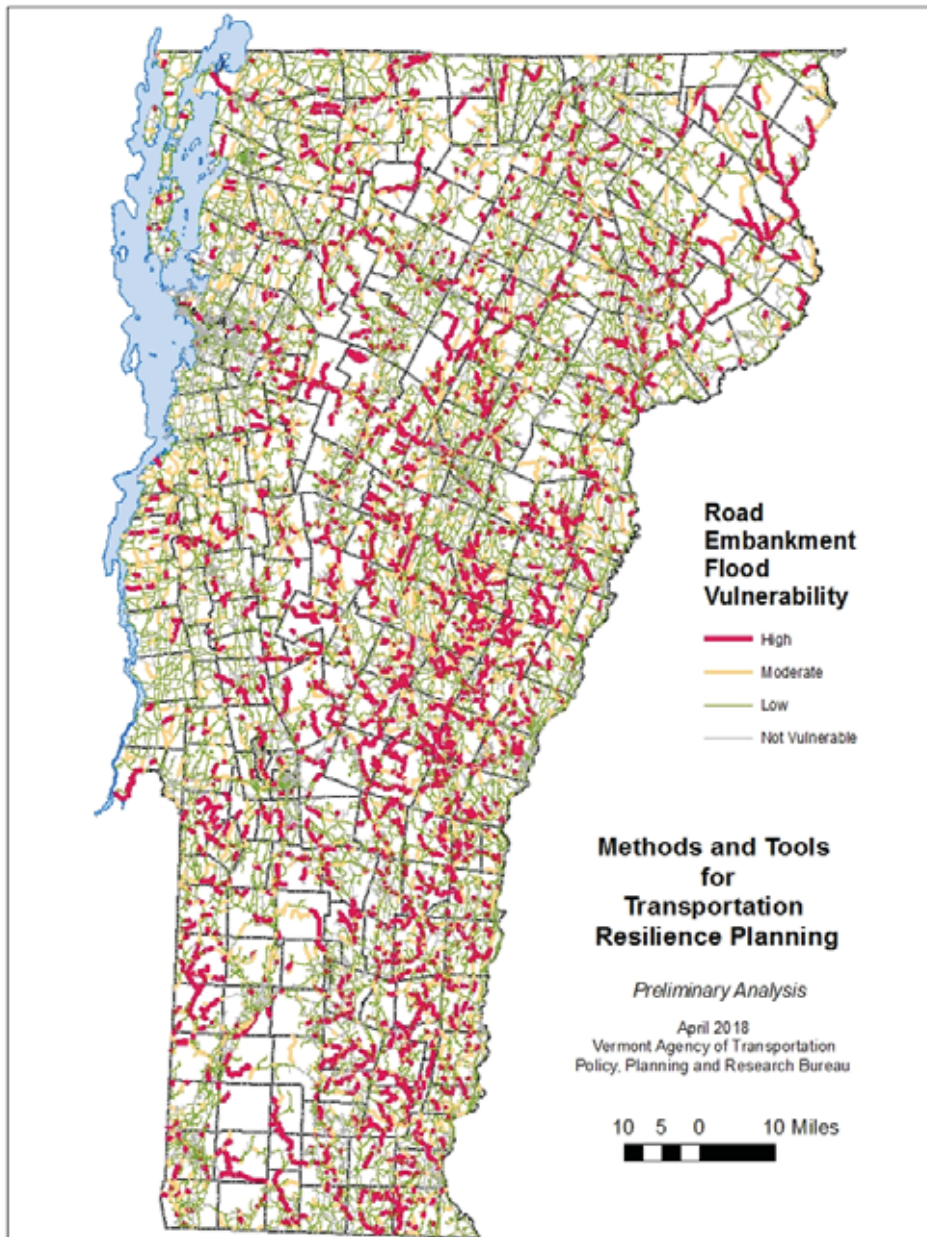 Road
Embankment
Flood
Vulnerability
High
Moderate
Low
Not Vulnerable
Methods and Tools
for
Transportation
Resilience Planning
Preliminary Analysis
April 2018
Vermont Agency of Transportation
Policy, Planning and Research Bureau
10 5 0 10 Miles